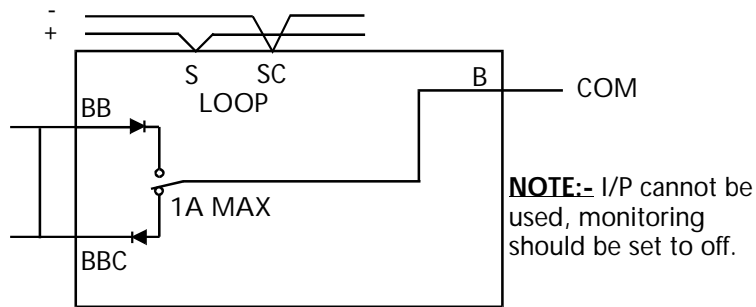 -
+
S SC
LOOP
B
COM
BB
1A MAX
BBC
NOTE:- I/P cannot be
used, monitoring
should be set to off.